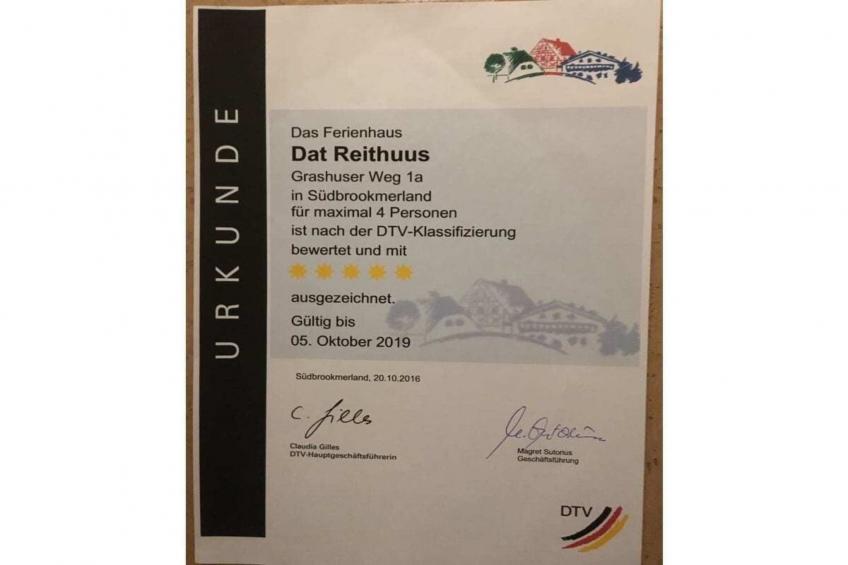 URKUNDE
Das Ferienhaus
Dat Reithuus
Grashuser Weg 1a
in Südbrookmerland
für maximal 4 Personen
ist nach der DTV-Klassifizierung
bewertet und mit
ausgezeichnet.
Gültig bis
05. Oktober 2019
Südbrookmerland, 20.10.2016
C. Gilles
Claudia Gilles
DTV-Hauptgeschäftsführerin
Magret Sutorius
Geschäftsführung
DTV